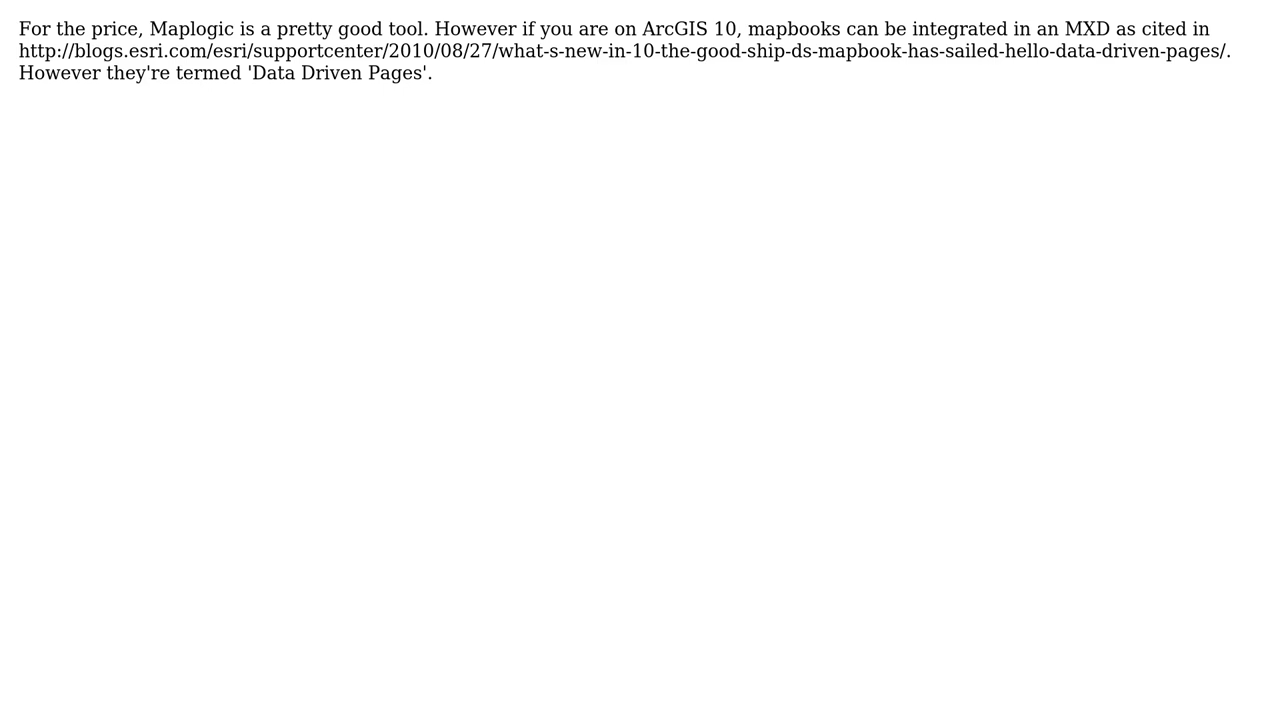 For the price, Maplogic is a pretty good tool. However if you are on ArcGIS 10, mapbooks can be integrated in an MXD as cited in
http://blogs.esri.com/esri/supportcenter/2010/08/27/what-s-new-in-10-the-good-ship-ds-mapbook-has-sailed-hello-data-driven-pages/.
However they're termed 'Data Driven Pages'.